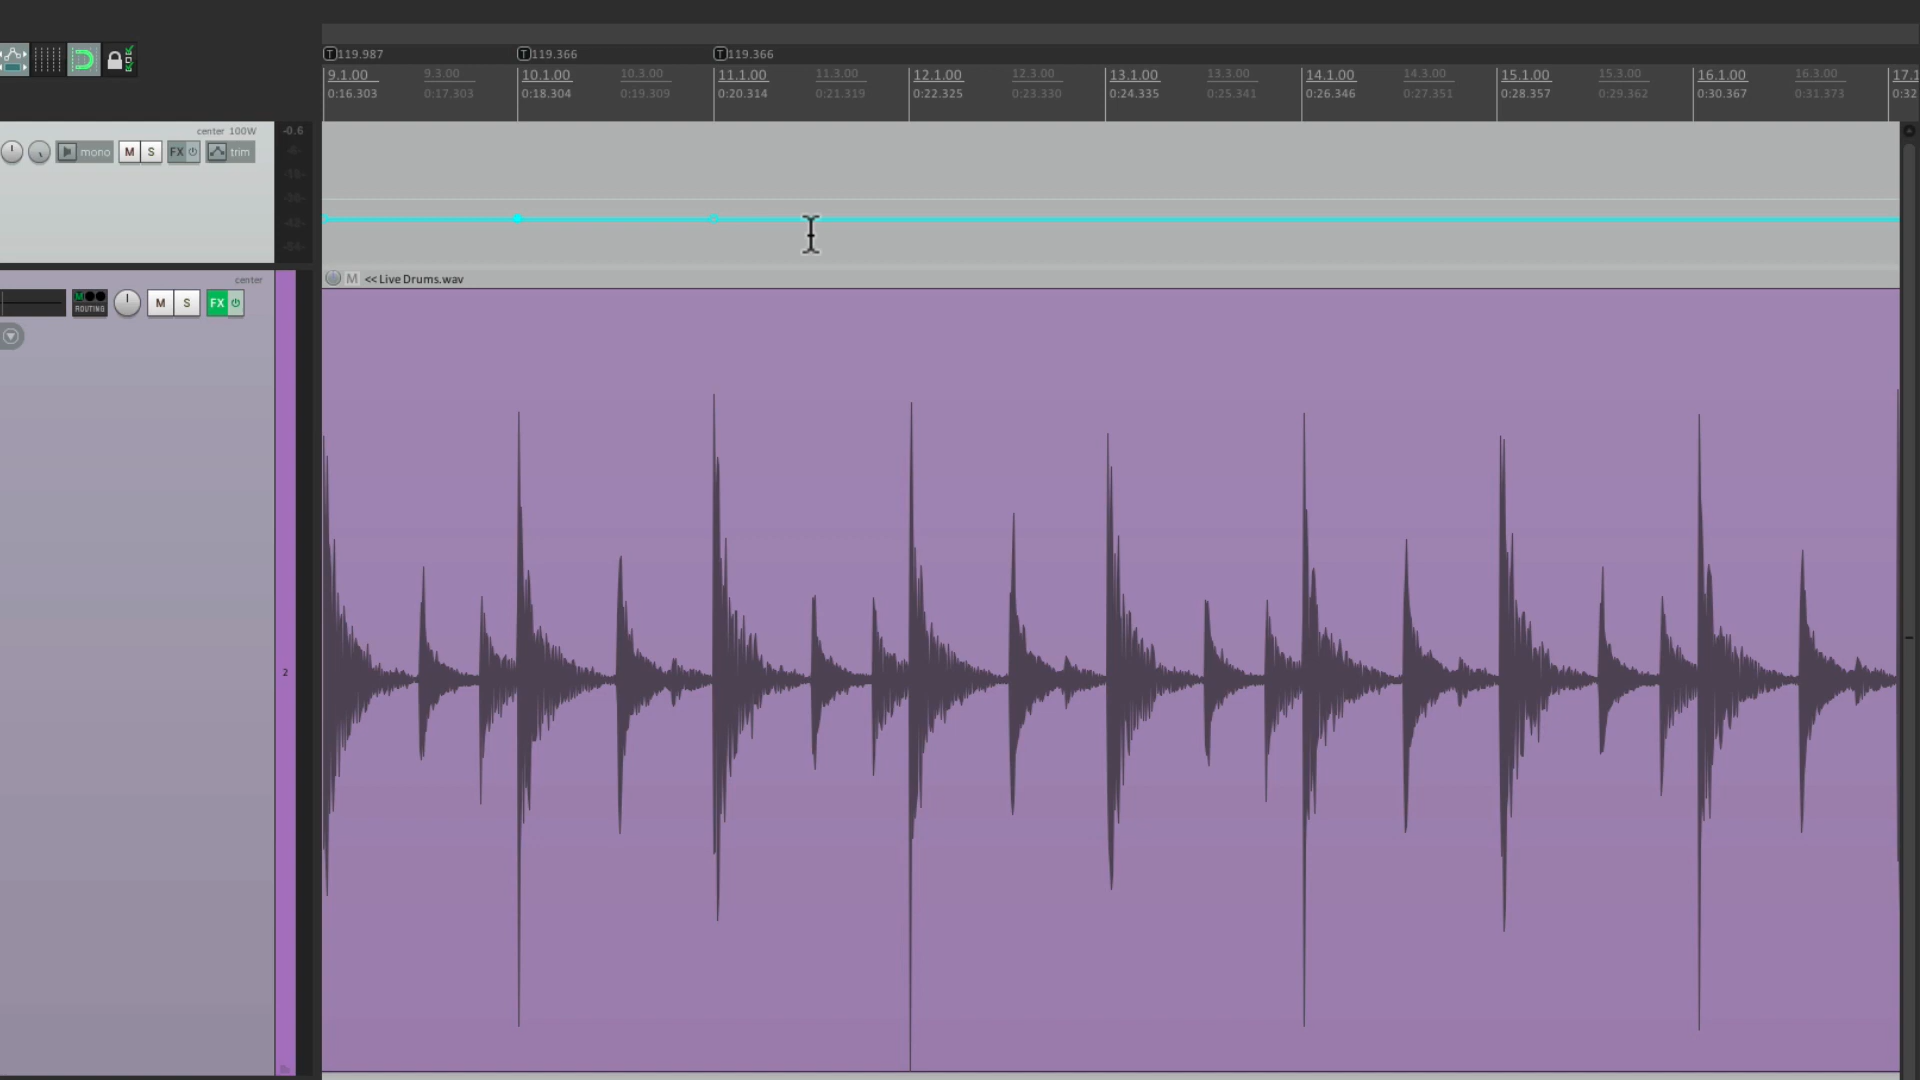 T 119.987 T 119.366 T 119.366
9.1.00 9.3.00 10.1.00 10.3.00 11.1.00 11.3.00 12.1.00 12.3.00 13.1.00 13.3.00 14.1.00 14.3.00 15.1.00 15.3.00 16.1.00 16.3.00 17.1
0:16.303 0:17.303 0:18.304 0:19.309 0:20.314 0:21.319 0:22.325 0:23.330 0:24.335 0:25.341 0:26.346 0:27.351 0:28.357 0:29.362 0:30.367 0:31.373 0:32
center 100W
-0.6
mono M S FX trim
-6-
-18-
-30-
-42-
-54-
center
M << Live Drums.wav
M
ROUTING
M S FX
2